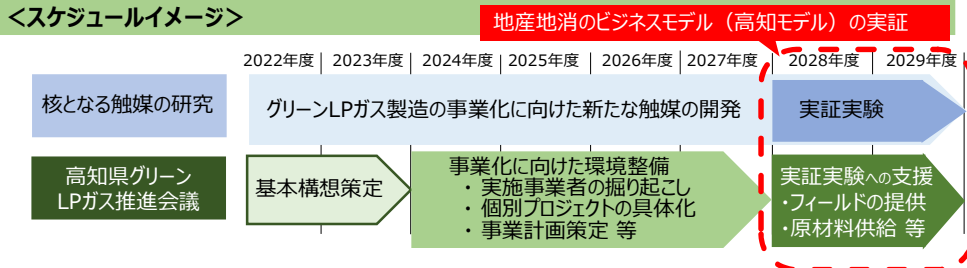 ＜スケジュールイメージ＞
地産地消のビジネスモデル（高知モデル）の実証
2022年度 2023年度 2024年度 2025年度 2026年度 2027年度 2028年度 2029年度
核となる触媒の研究
グリーンLPガス製造の事業化に向けた新たな触媒の開発
実証実験
高知県グリーン
LPガス推進会議
基本構想策定
事業化に向けた環境整備
・ 実施事業者の掘り起こし
・ 個別プロジェクトの具体化
・ 事業計画策定 等
実証実験への支援
・フィールドの提供
・原材料供給 等